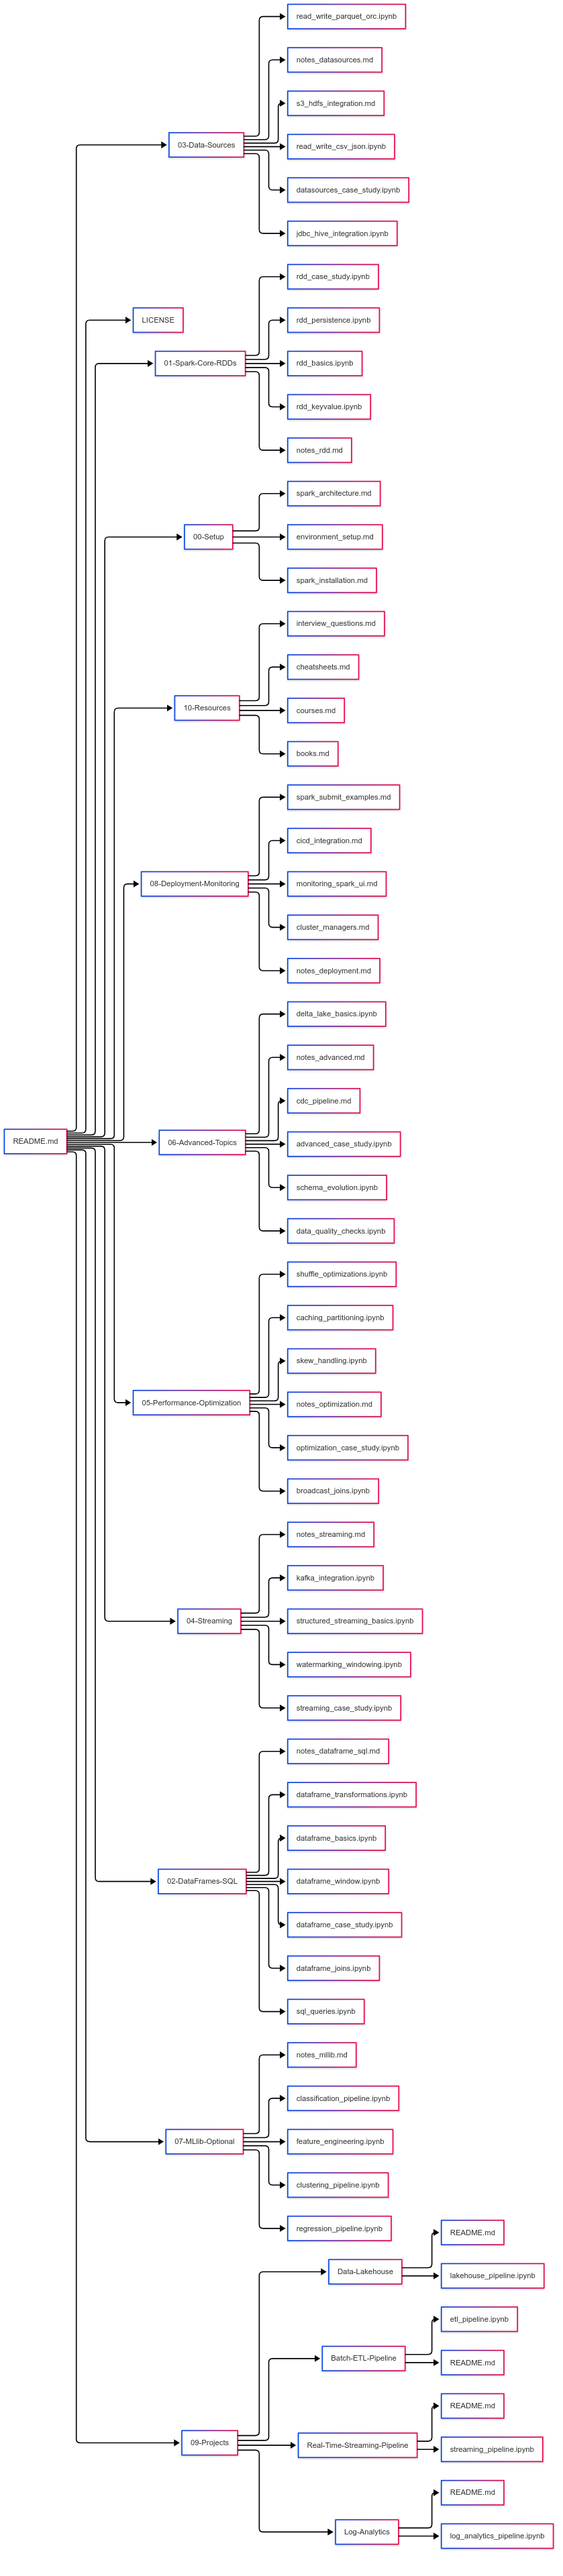 read_write_parquet_orc.ipynb
notes_datasources.md
s3_hdfs_integration.md
03-Data-Sources
read_write_csv_json.ipynb
datasources_case_study.ipynb
jdbc_hive_integration.ipynb
rdd_case_study.ipynb
LICENSE
rdd_persistence.ipynb
01-Spark-Core-RDDs
rdd_basics.ipynb
rdd_keyvalue.ipynb
notes_rdd.md
spark_architecture.md
00-Setup
environment_setup.md
spark_installation.md
interview_questions.md
cheatsheets.md
10-Resources
courses.md
books.md
spark_submit_examples.md
cicd_integration.md
08-Deployment-Monitoring
monitoring_spark_ui.md
cluster_managers.md
notes_deployment.md
delta_lake_basics.ipynb
notes_advanced.md
cdc_pipeline.md
README.md
06-Advanced-Topics
advanced_case_study.ipynb
schema_evolution.ipynb
data_quality_checks.ipynb
shuffle_optimizations.ipynb
caching_partitioning.ipynb
skew_handling.ipynb
05-Performance-Optimization
notes_optimization.md
optimization_case_study.ipynb
broadcast_joins.ipynb
notes_streaming.md
kafka_integration.ipynb
04-Streaming
structured_streaming_basics.ipynb
watermarking_windowing.ipynb
streaming_case_study.ipynb
notes_dataframe_sql.md
dataframe_transformations.ipynb
dataframe_basics.ipynb
02-DataFrames-SQL
dataframe_window.ipynb
dataframe_case_study.ipynb
dataframe_joins.ipynb
sql_queries.ipynb
notes_mllib.md
classification_pipeline.ipynb
07-MLlib-Optional
feature_engineering.ipynb
clustering_pipeline.ipynb
regression_pipeline.ipynb
README.md
Data-Lakehouse
lakehouse_pipeline.ipynb
etl_pipeline.ipynb
Batch-ETL-Pipeline
README.md
README.md
09-Projects
Real-Time-Streaming-Pipeline
streaming_pipeline.ipynb
README.md
Log-Analytics
log_analytics_pipeline.ipynb